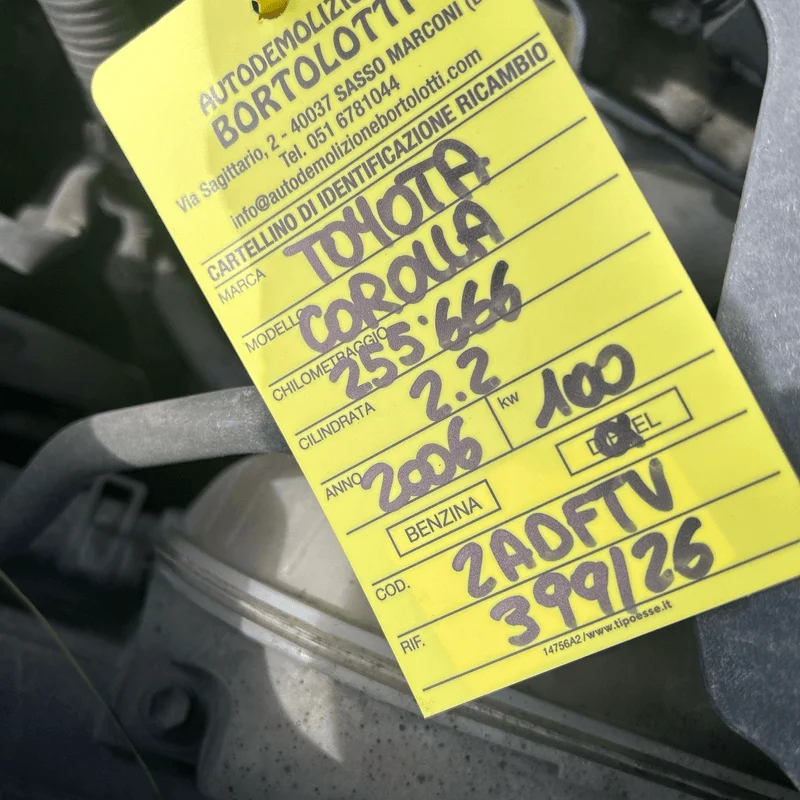 AUTODEMOLIZIO
BORTOLOTTI
Via Sagittario, 2 - 40037 SASSO MARCONI (B
Tel. 051 6781044
info@autodemolizionebortolotti.com
CARTELLINO DI IDENTIFICAZIONE RICAMBIO
MARCA TOYOTA
MODELLO COROLLA
CHILOMETRAGGIO 255'666
CILINDRATA 2.2 kw 100
ANNO 2006 DIESEL
BENZINA
COD. 2ADFTV
RIF. 399/26
14756A2/www.tipoesse.it